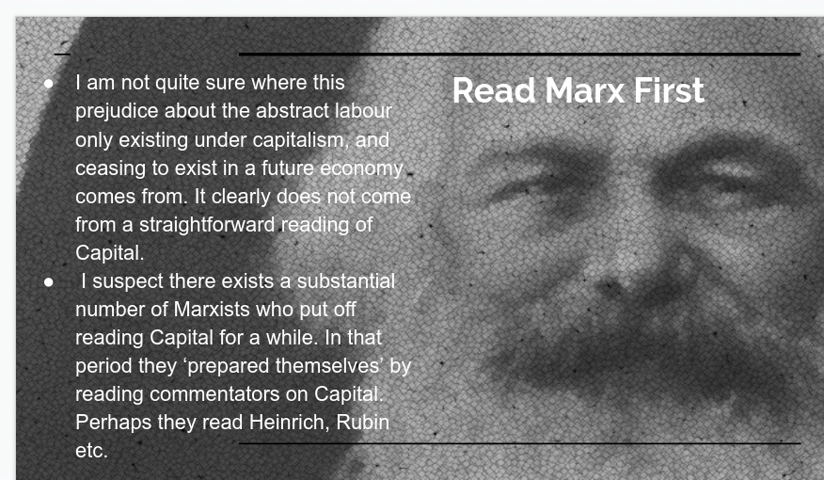 Read Marx First
● I am not quite sure where this
prejudice about the abstract labour
only existing under capitalism, and
ceasing to exist in a future economy
comes from. It clearly does not come
from a straightforward reading of
Capital.
● I suspect there exists a substantial
number of Marxists who put off
reading Capital for a while. In that
period they ‘prepared themselves’ by
reading commentators on Capital.
Perhaps they read Heinrich, Rubin
etc.